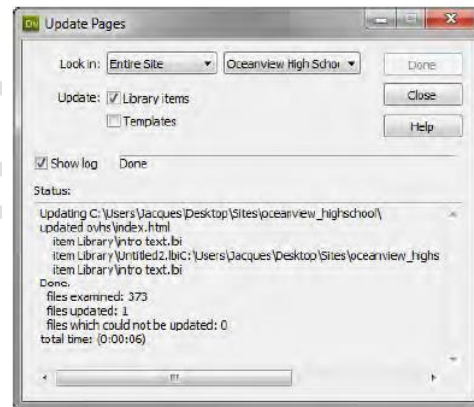 Dw Update Pages
Look in: Entire Site Oceanview High Schoo Done
Update: Library items Close
Templates Help
Show log Done
Status:
Updating C:\Users\Jacques\Desktop\Sites\oceanview_highschool\
updated ovhs\index.html
item Library\intro text.lbi
item Library\Untitled2.lbiC:\Users\Jacques\Desktop\Sites\oceanview_highs
item Library\intro text.lbi
Done.
files examined: 373
files updated: 1
files which could not be updated: 0
total time: (0:00:06)